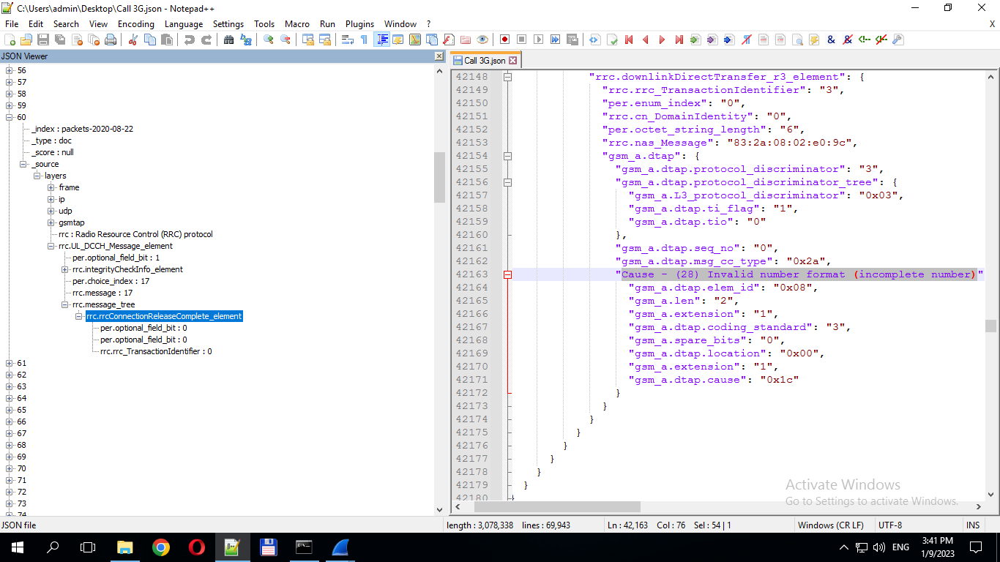 C:\Users\admin\Desktop\Call 3G.json - Notepad++
File Edit Search View Encoding Language Settings Tools Macro Run Plugins Window ? X
JSON Viewer
Call 3G.json
56
57
58
59
60
_index : packets-2020-08-22
_type : doc
_score : null
_source
layers
frame
ip
udp
gsmtap
rrc : Radio Resource Control (RRC) protocol
rrc.UL_DCCH_Message_element
per.optional_field_bit : 1
rrc.integrityCheckInfo_element
per.choice_index : 17
rrc.message : 17
rrc.message_tree
rrc.rrcConnectionReleaseComplete_element
per.optional_field_bit : 0
per.optional_field_bit : 0
rrc.rrc_TransactionIdentifier : 0
61
62
63
64
65
66
67
68
69
70
71
72
73
74
42148 "rrc.downlinkDirectTransfer_r3_element": {
42149 "rrc.rrc_TransactionIdentifier": "3",
42150 "per.enum_index": "0",
42151 "rrc.cn_DomainIdentity": "0",
42152 "per.octet_string_length": "6",
42153 "rrc.nas_Message": "83:2a:08:02:e0:9c",
42154 "gsm_a.dtap": {
42155 "gsm_a.dtap.protocol_discriminator": "3",
42156 "gsm_a.dtap.protocol_discriminator_tree": {
42157 "gsm_a.L3_protocol_discriminator": "0x03",
42158 "gsm_a.dtap.ti_flag": "1",
42159 "gsm_a.dtap.tio": "0"
42160 },
42161 "gsm_a.dtap.seq_no": "0",
42162 "gsm_a.dtap.msg_cc_type": "0x2a",
42163 "Cause - (28) Invalid number format (incomplete number)"
42164 "gsm_a.dtap.elem_id": "0x08",
42165 "gsm_a.len": "2",
42166 "gsm_a.extension": "1",
42167 "gsm_a.dtap.coding_standard": "3",
42168 "gsm_a.spare_bits": "0",
42169 "gsm_a.dtap.location": "0x00",
42170 "gsm_a.extension": "1",
42171 "gsm_a.dtap.cause": "0x1c"
42172 }
42173 }
42174 }
42175 }
42176 }
42177 }
42178 }
42179 }
42180
Activate Windows
Go to Settings to activate Windows.
JSON file length : 3,078,338 lines : 69,943 Ln : 42,163 Col : 76 Sel : 54 | 1 Windows (CR LF) UTF-8 INS
ENG
3:41 PM
1/9/2023